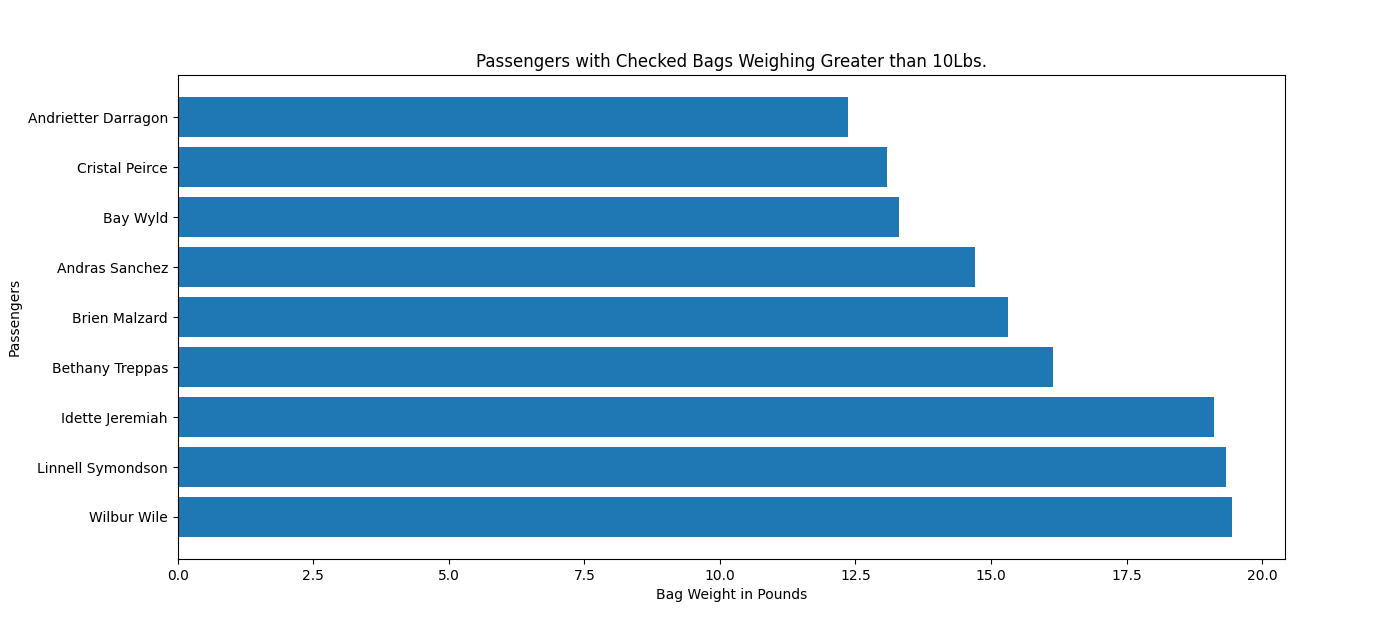 Passengers with Checked Bags Weighing Greater than 10Lbs.
Passengers
Andrietter Darragon
Cristal Peirce
Bay Wyld
Andras Sanchez
Brien Malzard
Bethany Treppas
Idette Jeremiah
Linnell Symondson
Wilbur Wile
0.0 2.5 5.0 7.5 10.0 12.5 15.0 17.5 20.0
Bag Weight in Pounds